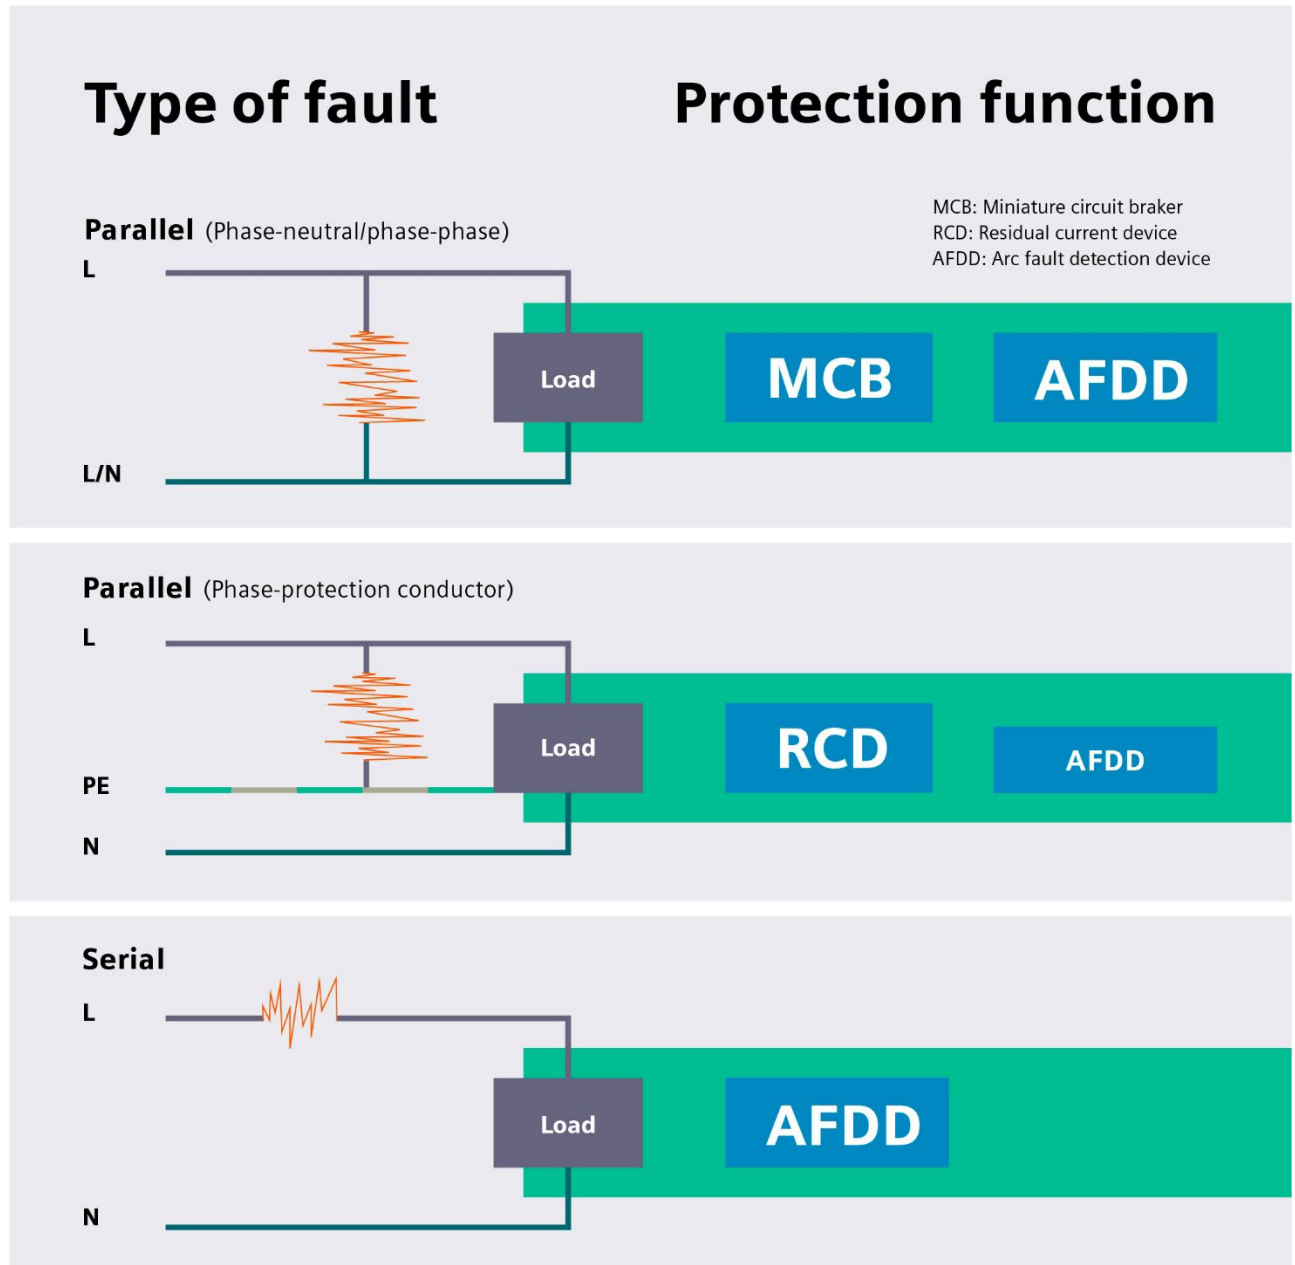 Type of fault
Protection function
MCB: Miniature circuit braker
RCD: Residual current device
AFDD: Arc fault detection device
Parallel (Phase-neutral/phase-phase)
L
Load
MCB
AFDD
L/N
Parallel (Phase-protection conductor)
L
Load
RCD
AFDD
PE
N
Serial
L
Load
AFDD
N